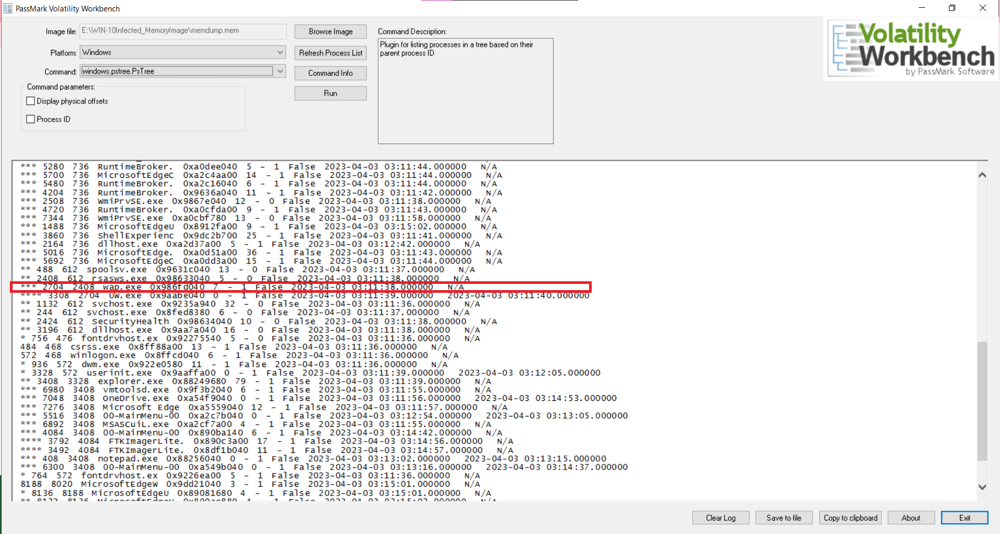 PassMark Volatility Workbench
Image file: E:\WIN-10Infected_MemoryImage\memdump.mem
Browse Image
Platform: Windows
Refresh Process List
Command: windows.pstree.PsTree
Command Info
Run
Command parameters:
Display physical offsets
Process ID
Command Description:
Plugin for listing processes in a tree based on their
parent process ID
Volatility
Workbench
by PassMark Software
*** 5280 736 RuntimeBroker. 0xa0dee040 5 - 1 False 2023-04-03 03:11:44.000000 N/A
*** 5700 736 MicrosoftEdgeC 0xa2c4aa00 14 - 1 False 2023-04-03 03:11:44.000000 N/A
*** 5480 736 RuntimeBroker. 0xa2c16040 6 - 1 False 2023-04-03 03:11:44.000000 N/A
*** 4204 736 RuntimeBroker. 0x9636a040 11 - 1 False 2023-04-03 03:11:42.000000 N/A
*** 2508 736 WmiPrvSE.exe 0x9867e040 12 - 0 False 2023-04-03 03:11:38.000000 N/A
*** 4720 736 RuntimeBroker. 0xa0cfda00 9 - 1 False 2023-04-03 03:11:43.000000 N/A
*** 7344 736 WmiPrvSE.exe 0xa0cbf780 13 - 0 False 2023-04-03 03:11:58.000000 N/A
*** 1488 736 MicrosoftEdgeU 0x8912fa00 9 - 1 False 2023-04-03 03:15:02.000000 N/A
*** 3860 736 ShellExperienc 0x9dc2b700 25 - 1 False 2023-04-03 03:11:41.000000 N/A
*** 2164 736 dllhost.exe 0xa2d37a00 5 - 1 False 2023-04-03 03:12:42.000000 N/A
*** 5016 736 MicrosoftEdge. 0xa0d51a00 36 - 1 False 2023-04-03 03:11:43.000000 N/A
*** 5692 736 MicrosoftEdgeC 0xa0dd3a00 15 - 1 False 2023-04-03 03:11:44.000000 N/A
** 488 612 spoolsv.exe 0x9631c040 13 - 0 False 2023-04-03 03:11:37.000000 N/A
** 2408 612 rsasws.exe 0x98633040 5 - 0 False 2023-04-03 03:11:38.000000 N/A
*** 2704 2408 wap.exe 0x986fd040 7 - 1 False 2023-04-03 03:11:38.000000 N/A
**** 3308 2704 UW.exe 0x9aabe040 0 - 1 False 2023-04-03 03:11:39.000000 2023-04-03 03:11:40.000000
** 1132 612 svchost.exe 0x9235a940 32 - 0 False 2023-04-03 03:11:36.000000 N/A
** 244 612 svchost.exe 0x8fed8380 6 - 0 False 2023-04-03 03:11:37.000000 N/A
** 2424 612 SecurityHealth 0x98634040 10 - 0 False 2023-04-03 03:11:38.000000 N/A
** 3196 612 dllhost.exe 0x9aa7a040 16 - 0 False 2023-04-03 03:11:38.000000 N/A
* 756 476 fontdrvhost.ex 0x92275540 5 - 0 False 2023-04-03 03:11:36.000000 N/A
484 468 csrss.exe 0x8ff88a00 13 - 1 False 2023-04-03 03:11:36.000000 N/A
572 468 winlogon.exe 0x8ffcd040 6 - 1 False 2023-04-03 03:11:36.000000 N/A
* 936 572 dwm.exe 0x922e0580 11 - 1 False 2023-04-03 03:11:36.000000 N/A
* 3328 572 userinit.exe 0x9aaffa00 0 - 1 False 2023-04-03 03:11:39.000000 2023-04-03 03:12:05.000000
** 3408 3328 explorer.exe 0x88249680 79 - 1 False 2023-04-03 03:11:39.000000 N/A
*** 6980 3408 vmtoolsd.exe 0x9f3b2040 6 - 1 False 2023-04-03 03:11:55.000000 N/A
*** 7048 3408 OneDrive.exe 0xa54f9040 0 - 1 False 2023-04-03 03:11:56.000000 2023-04-03 03:14:53.000000
*** 7276 3408 Microsoft Edge 0xa5559040 12 - 1 False 2023-04-03 03:11:57.000000 N/A
*** 5516 3408 00-MainMenu-00 0xa2c7b040 0 - 1 False 2023-04-03 03:12:54.000000 2023-04-03 03:13:05.000000
*** 6892 3408 MSASCuiL.exe 0xa2cf7a00 4 - 1 False 2023-04-03 03:11:55.000000 N/A
*** 4084 3408 00-MainMenu-00 0x890ba140 6 - 1 False 2023-04-03 03:14:42.000000 N/A
**** 3792 4084 FTKImagerLite. 0x890c3a00 17 - 1 False 2023-04-03 03:14:56.000000 N/A
**** 3492 4084 FTKImagerLite. 0x8df1b040 11 - 1 False 2023-04-03 03:14:57.000000 N/A
*** 408 3408 notepad.exe 0x88256040 0 - 1 False 2023-04-03 03:13:02.000000 2023-04-03 03:13:15.000000
*** 6300 3408 00-MainMenu-00 0xa549b040 0 - 1 False 2023-04-03 03:13:16.000000 2023-04-03 03:14:37.000000
* 764 572 fontdrvhost.ex 0x9226ea00 5 - 1 False 2023-04-03 03:11:36.000000 N/A
8188 8020 MicrosoftEdgeW 0x9dd21040 3 - 1 False 2023-04-03 03:15:01.000000 N/A
* 8136 8188 MicrosoftEdgeU 0x89081680 4 - 1 False 2023-04-03 03:15:01.000000 N/A
Clear Log
Save to file
Copy to clipboard
About
Exit